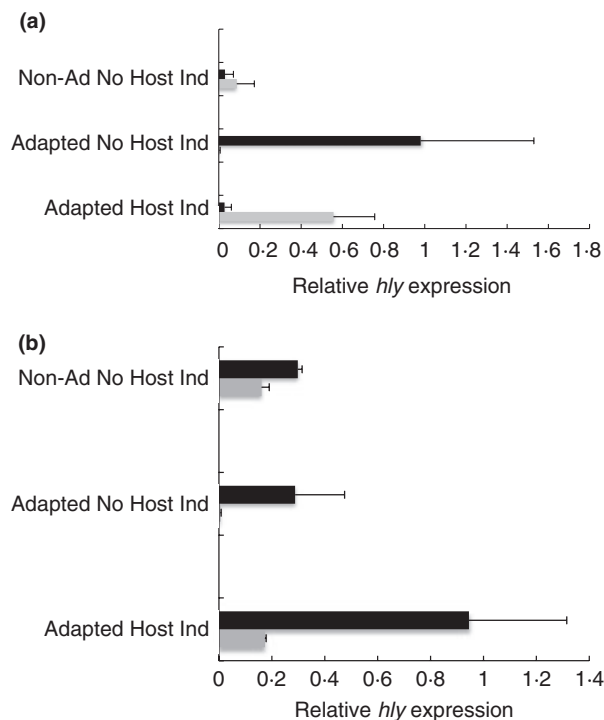 (a)
Non-Ad No Host Ind
Adapted No Host Ind
Adapted Host Ind
0 0·2 0·4 0·6 0·8 1 1·2 1·4 1·6 1·8
Relative hly expression
(b)
Non-Ad No Host Ind
Adapted No Host Ind
Adapted Host Ind
0 0·2 0·4 0·6 0·8 1 1·2 1·4
Relative hly expression